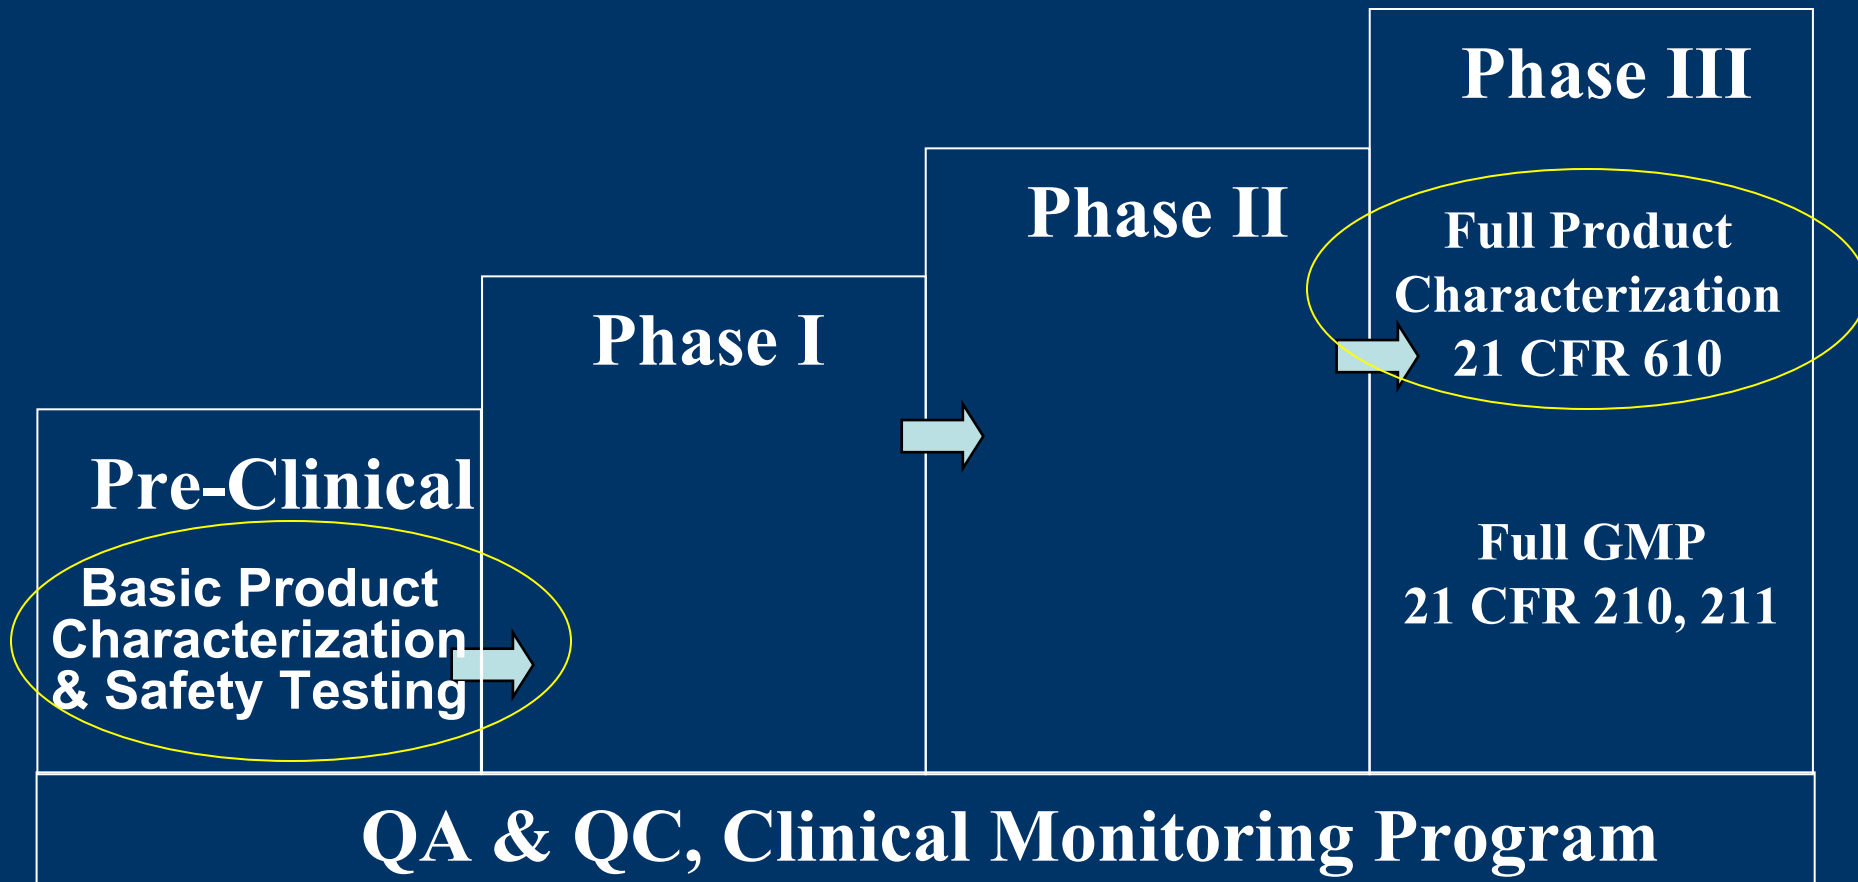 Pre-Clinical
Basic Product
Characterization
& Safety Testing
Phase I
Phase II
Phase III
Full Product
Characterization
21 CFR 610
Full GMP
21 CFR 210, 211
QA & QC, Clinical Monitoring Program